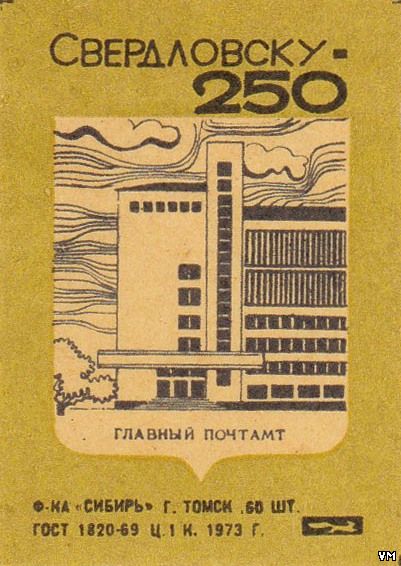 СВЕРДЛОВСКУ-
250
ГЛАВНЫЙ ПОЧТАМТ
Ф-КА «СИБИРЬ» Г. ТОМСК .60 ШТ.
ГОСТ 1820-69 Ц.1 К. 1973 Г.
VM